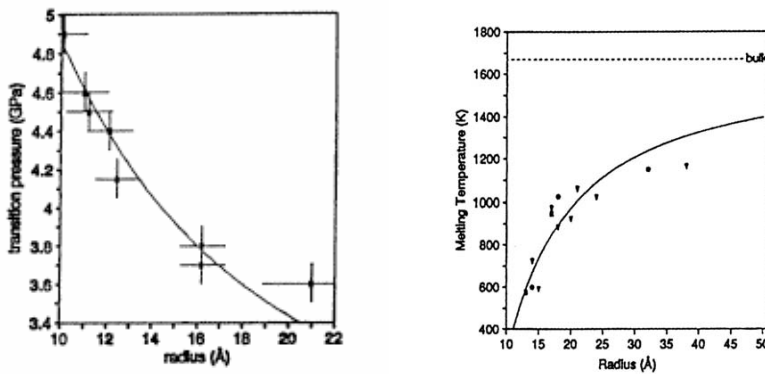 5
4.8
4.6
4.4
4.2
4
3.8
3.6
3.4
transition pressure (GPa)
10 12 14 16 18 20 22
radius (Å)
1800
1600
1400
1200
1000
800
600
400
Melting Temperature (K)
bulk
10 15 20 25 30 35 40 45 50
Radius (Å)